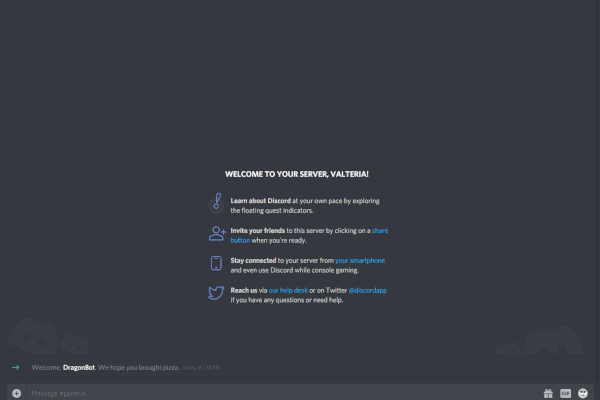 WELCOME TO YOUR SERVER, VALTERIA!
Learn about Discord at your own pace by exploring
the floating quest indicators.
Invite your friends to this server by clicking on a share
button when you're ready.
Stay connected to your server from your smartphone
and even use Discord while console gaming.
Reach us via our help desk or on Twitter @discordapp
if you have any questions or need help.
Welcome, DragonBot. We hope you brought pizza. Today at
Message #general
GIF